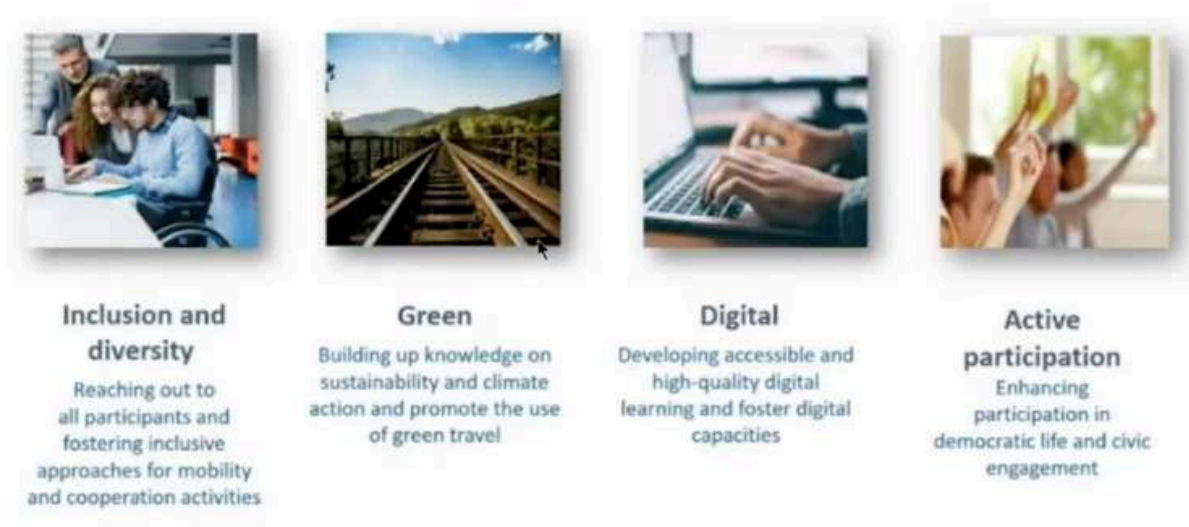 Inclusion and
diversity
Reaching out to
all participants and
fostering inclusive
approaches for mobility
and cooperation activities
Green
Building up knowledge on
sustainability and climate
action and promote the use
of green travel
Digital
Developing accessible and
high-quality digital
learning and foster digital
capacities
Active
participation
Enhancing
participation in
democratic life and civic
engagement